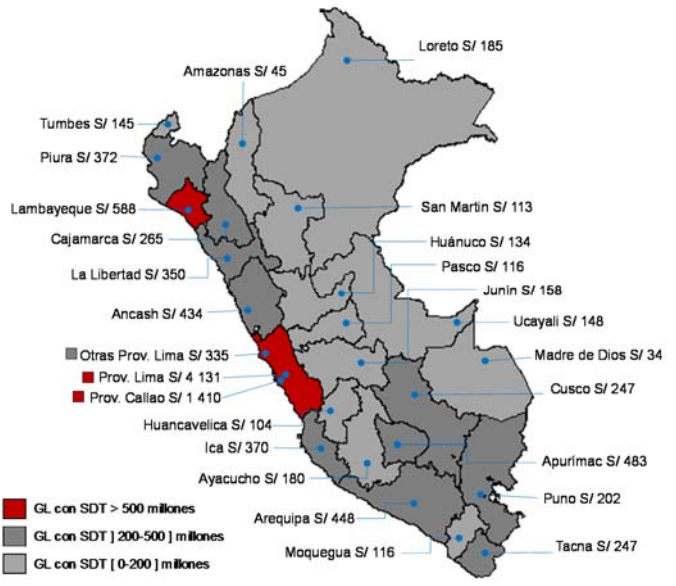 Loreto S/ 185
Amazonas S/ 45
Tumbes S/ 145
Piura S/ 372
Lambayeque S/ 588
San Martin S/ 113
Cajamarca S/ 265
Huánuco S/ 134
Pasco S/ 116
La Libertad S/ 350
Junín S/ 158
Ancash S/ 434
Ucayali S/ 148
Otras Prov. Lima S/ 335
Madre de Dios S/ 34
Prov. Lima S/ 4 131
Cusco S/ 247
Prov. Callao S/ 1 410
Huancavelica S/ 104
Ica S/ 370
Apurímac S/ 483
Ayacucho S/ 180
Puno S/ 202
Arequipa S/ 448
Moquegua S/ 116
Tacna S/ 247
GL con SDT > 500 millones
GL con SDT ] 200-500 ] millones
GL con SDT [ 0-200 ] millones